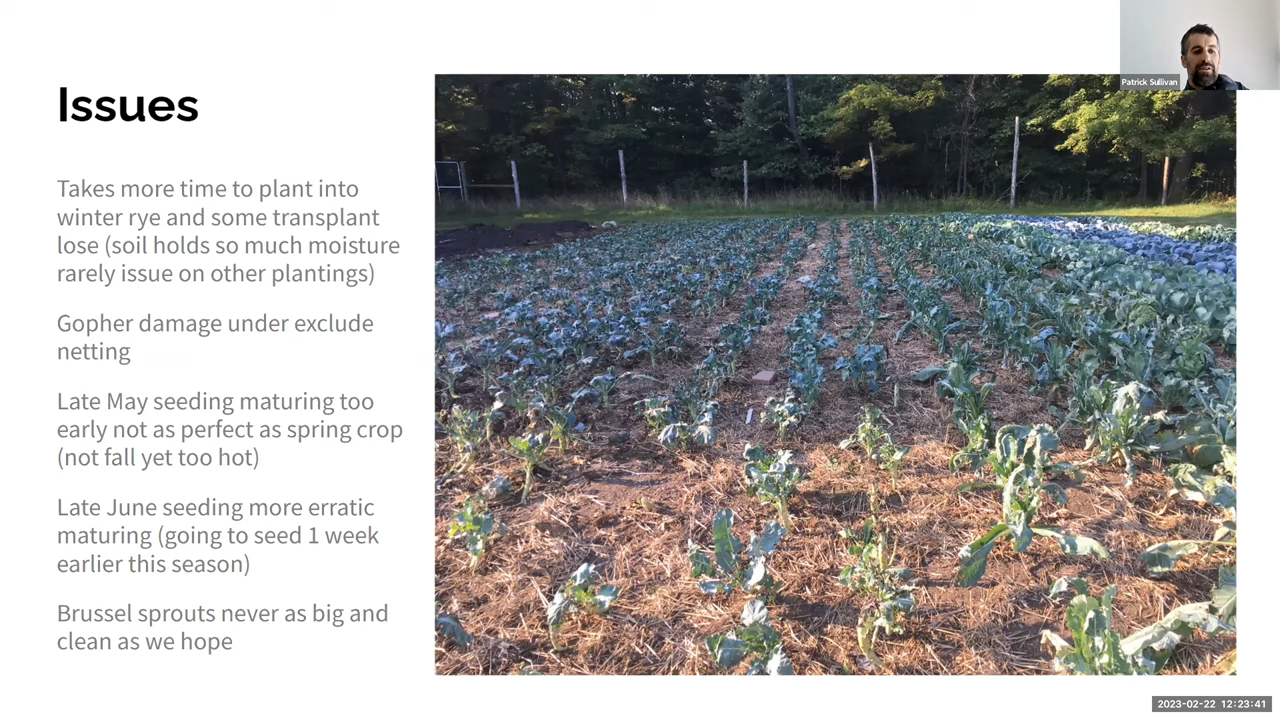 Patrick Sullivan
Issues
Takes more time to plant into
winter rye and some transplant
lose (soil holds so much moisture
rarely issue on other plantings)
Gopher damage under exclude
netting
Late May seeding maturing too
early not as perfect as spring crop
(not fall yet too hot)
Late June seeding more erratic
maturing (going to seed 1 week
earlier this season)
Brussel sprouts never as big and
clean as we hope
2023-02-22 12:23:41